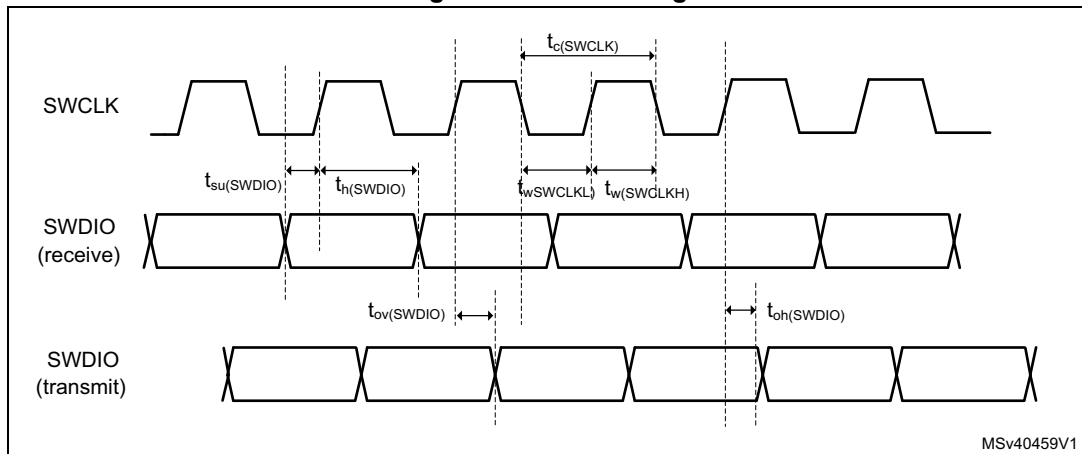 tc(SWCLK)
SWCLK
tsu(SWDIO) th(SWDIO) twSWCLKL) tw(SWCLKH)
SWDIO
(receive)
tov(SWDIO) toh(SWDIO)
SWDIO
(transmit)
MSv40459V1